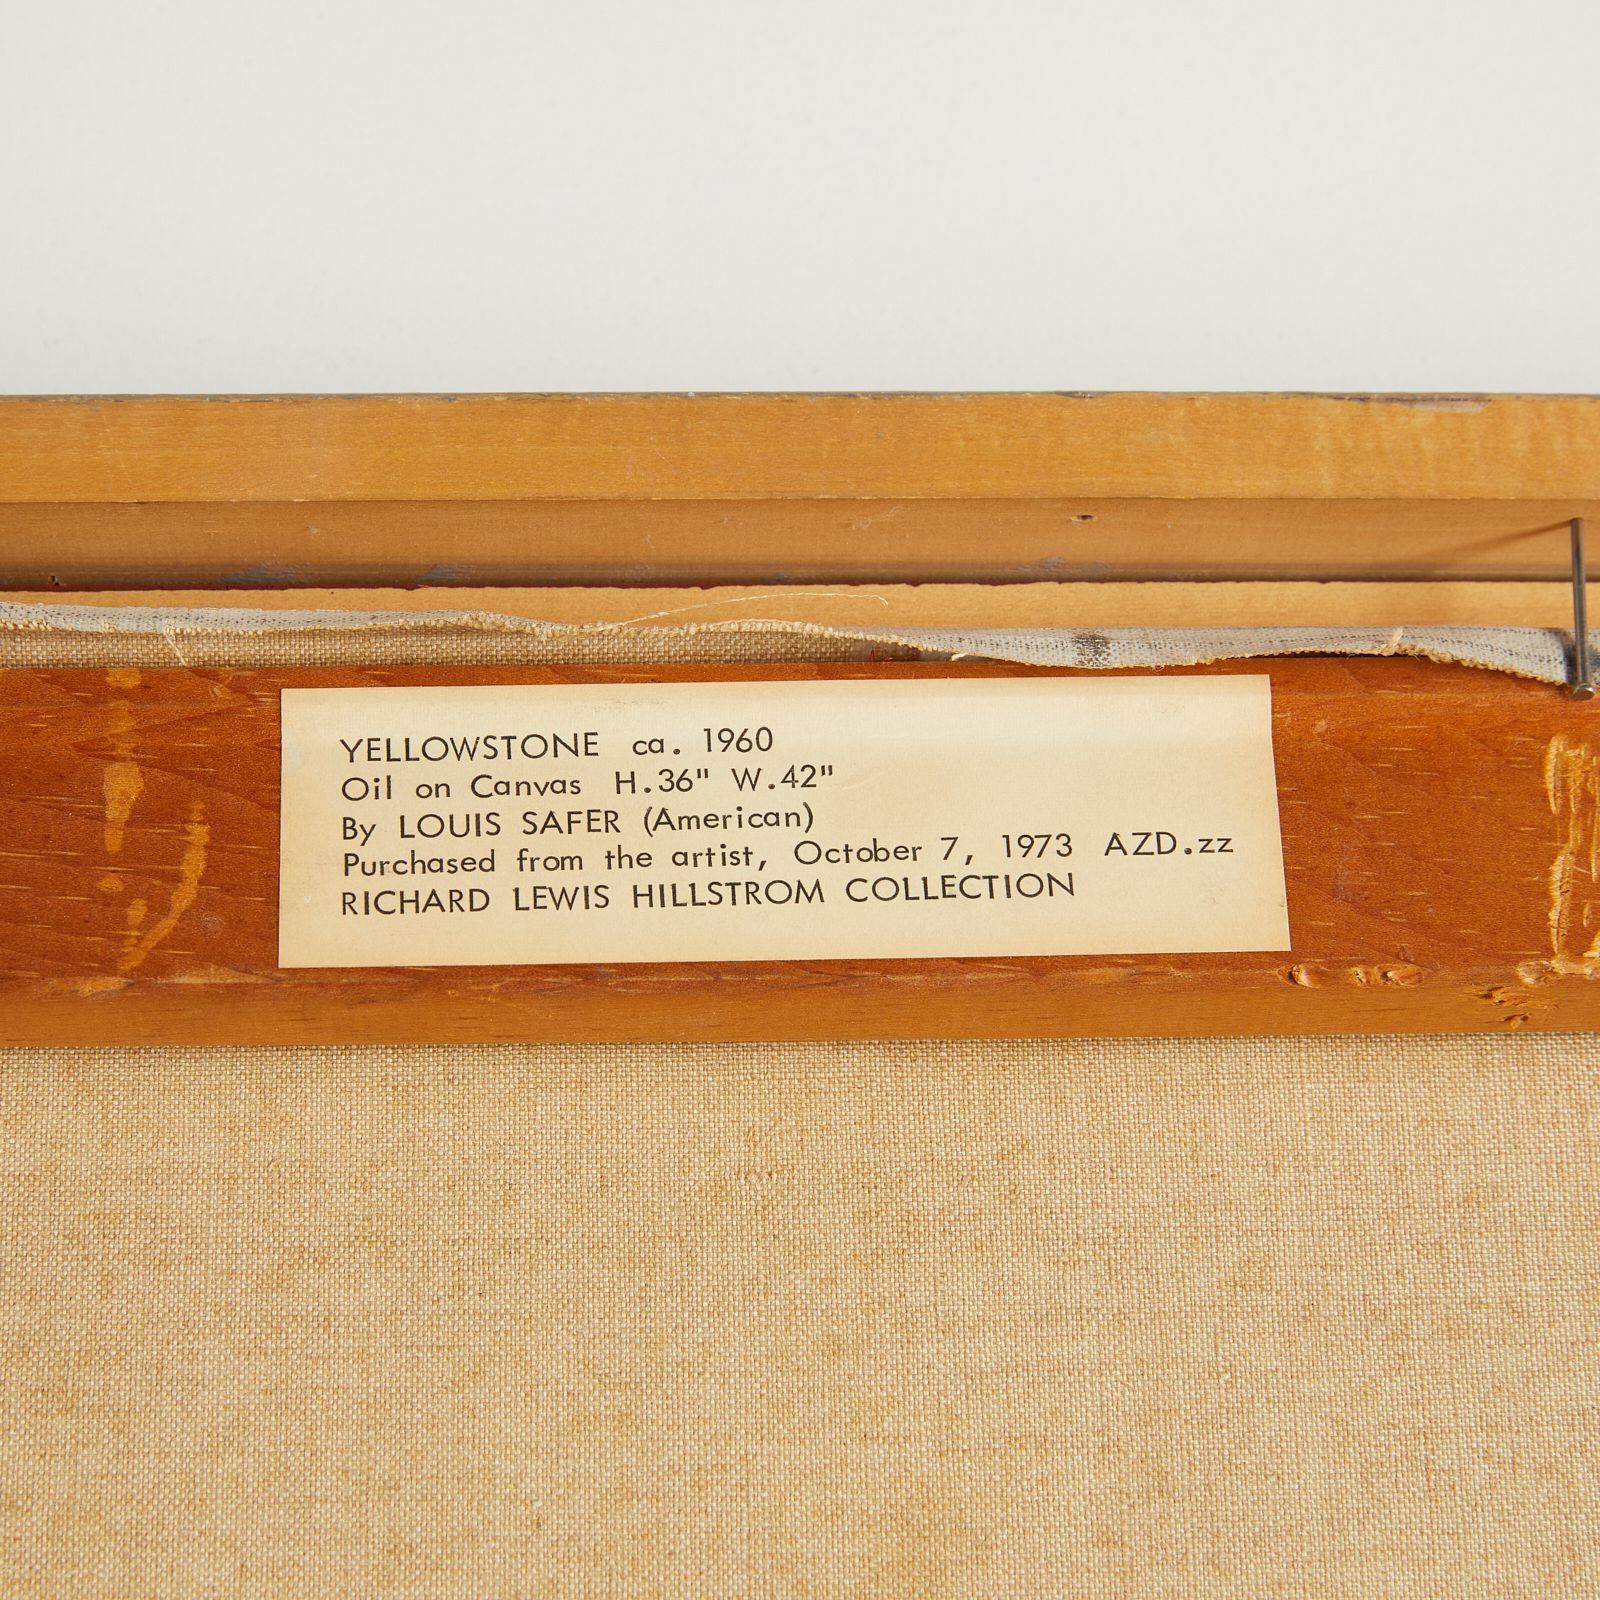 YELLOWSTONE ca. 1960
Oil on Canvas H.36" W.42"
By LOUIS SAFER (American)
Purchased from the artist, October 7, 1973 AZD.zz
RICHARD LEWIS HILLSTROM COLLECTION